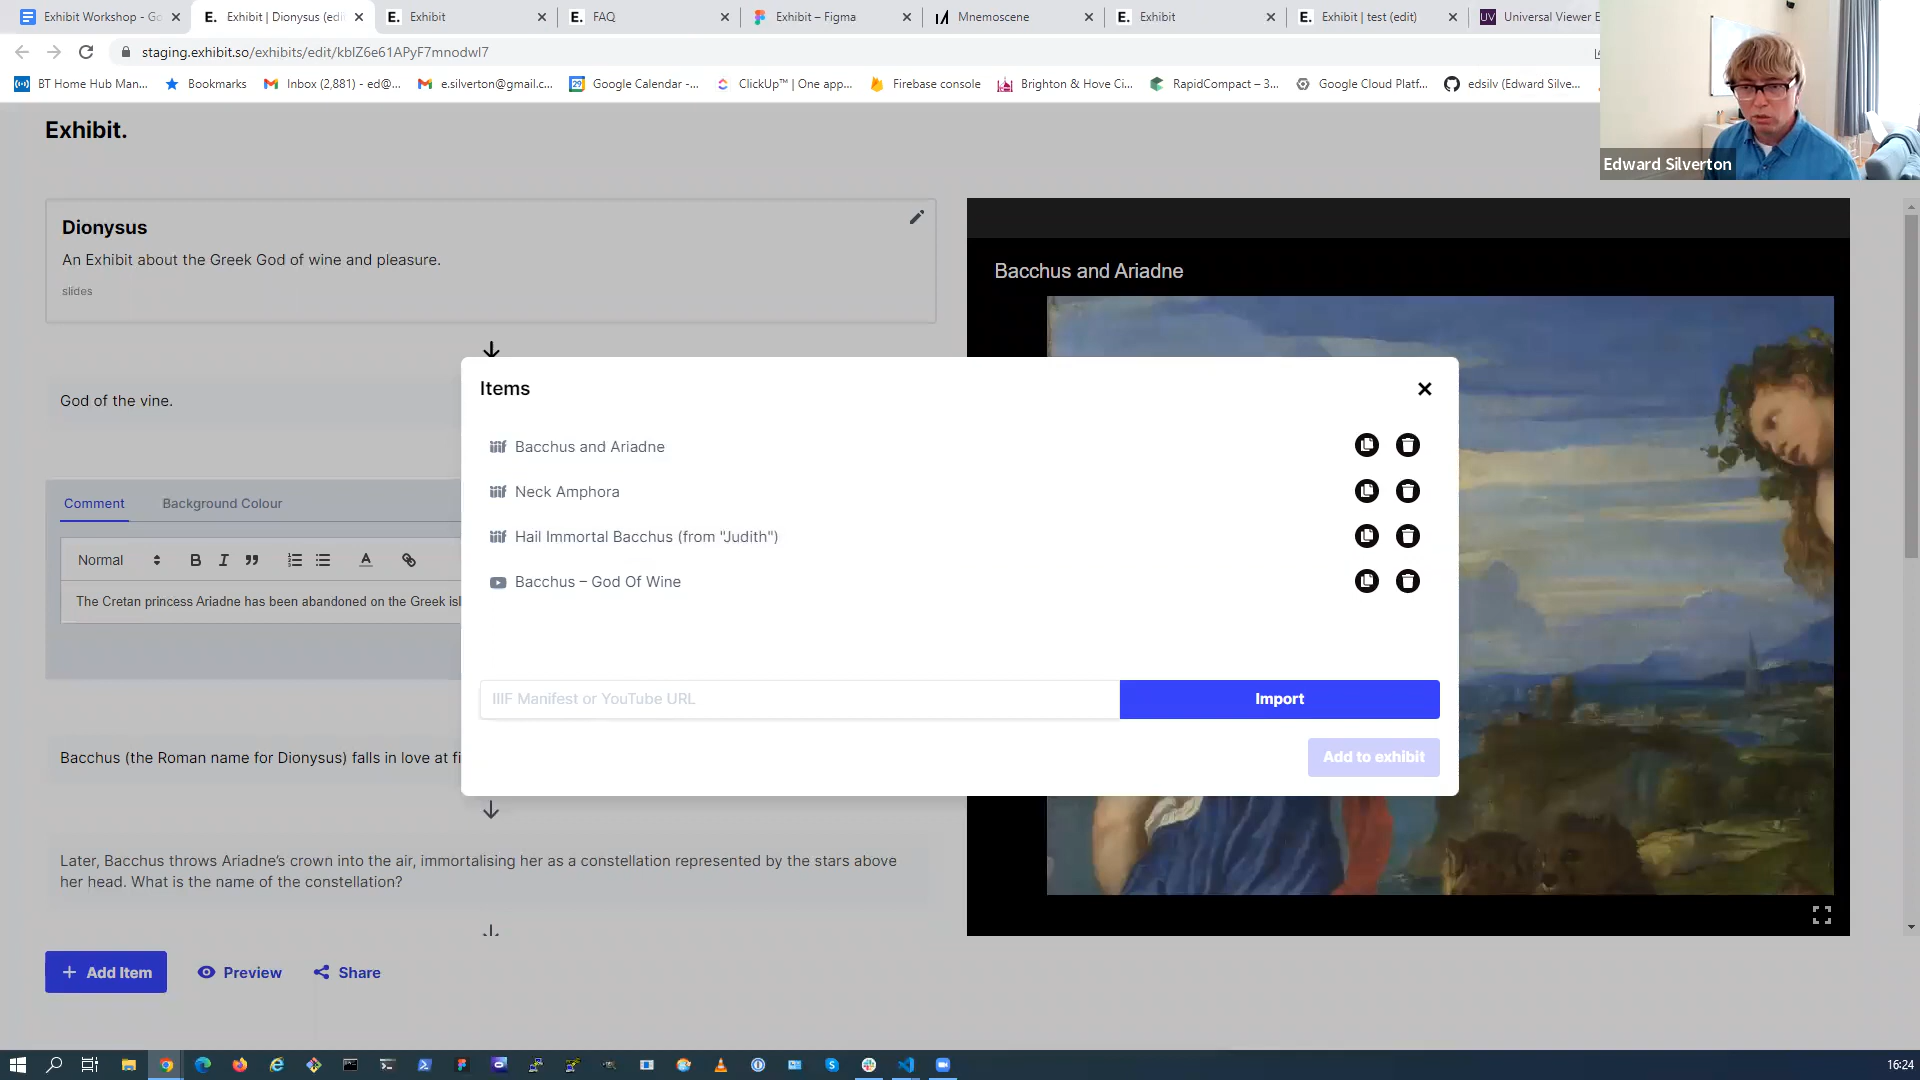 Exhibit Workshop - Go
Exhibit | Dionysus (edi
Exhibit
FAQ
Exhibit – Figma
Mnemoscene
Exhibit
Exhibit | test (edit)
Universal Viewer E
staging.exhibit.so/exhibits/edit/kblZ6e61APyF7mnodwl7
BT Home Hub Man...
Bookmarks
Inbox (2,881) - ed@...
e.silverton@gmail.c...
Google Calendar -...
ClickUp™ | One app...
Firebase console
Brighton & Hove Ci...
RapidCompact – 3...
Google Cloud Platf...
edsilv (Edward Silve...
Edward Silverton
Exhibit.
Dionysus
An Exhibit about the Greek God of wine and pleasure.
slides
Bacchus and Ariadne
God of the vine.
Items
Bacchus and Ariadne
Neck Amphora
Hail Immortal Bacchus (from "Judith")
Bacchus – God Of Wine
IIIF Manifest or YouTube URL
Import
Add to exhibit
Comment
Background Colour
Normal
The Cretan princess Ariadne has been abandoned on the Greek isl
Bacchus (the Roman name for Dionysus) falls in love at fi
Later, Bacchus throws Ariadne's crown into the air, immortalising her as a constellation represented by the stars above
her head. What is the name of the constellation?
Add Item
Preview
Share
16:24